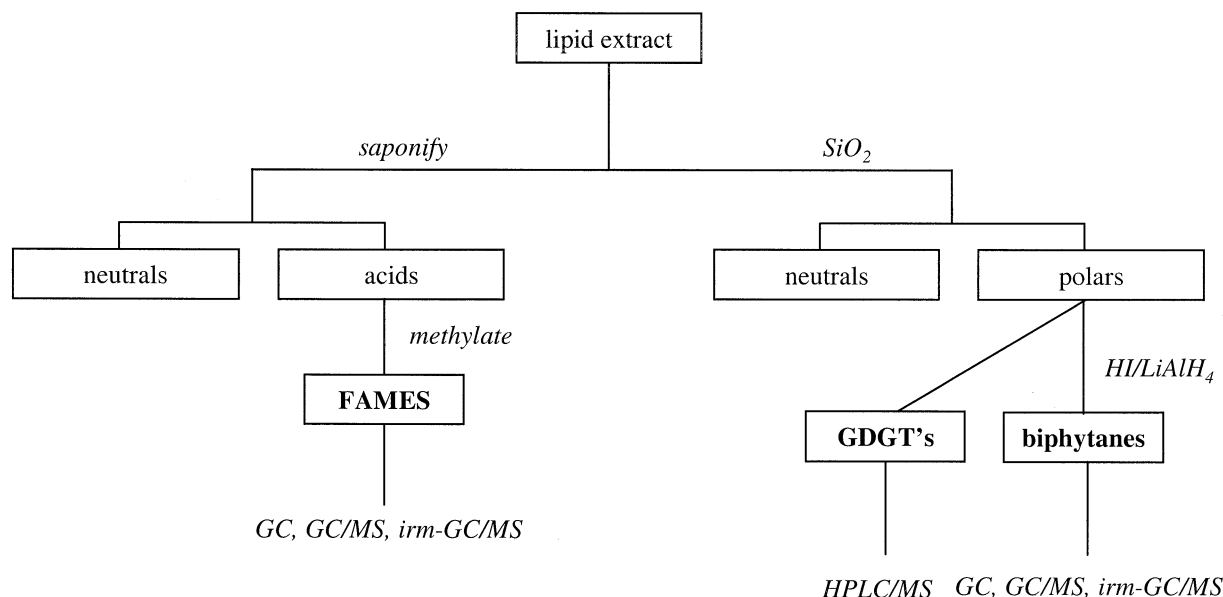 lipid extract
saponify
SiO2
neutrals
acids
neutrals
polars
methylate
HI/LiAlH4
FAMES
GDGT's
biphytanes
GC, GC/MS, irm-GC/MS
HPLC/MS
GC, GC/MS, irm-GC/MS